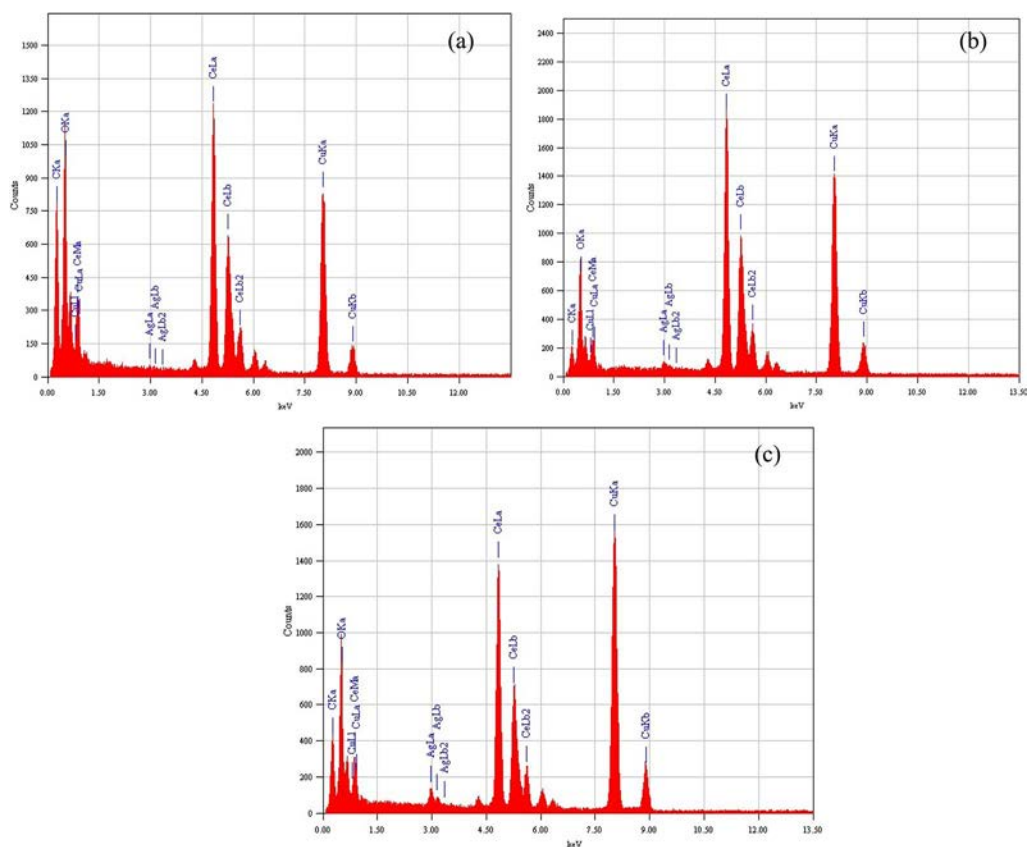 (a)
Counts
1500
1350
1200
1050
900
750
600
450
300
150
0
CKa
OKa
CuLl
CuLa
CeMa
AgLa
AgLb
AgLb2
CeLa
CeLb
CeLb2
CuKa
CuKb
0.00 1.50 3.00 4.50 6.00 7.50 9.00 10.50 12.00
keV
(b)
Counts
2400
2200
2000
1800
1600
1400
1200
1000
800
600
400
200
0
CKa
OKa
CuLl
CuLa
CeMa
AgLa
AgLb
AgLb2
CeLa
CeLb
CeLb2
CuKa
CuKb
0.00 1.50 3.00 4.50 6.00 7.50 9.00 10.50 12.00 13.50
keV
(c)
Counts
2000
1800
1600
1400
1200
1000
800
600
400
200
0
CKa
OKa
CuLl
CuLa
CeMa
AgLa
AgLb
AgLb2
CeLa
CeLb
CeLb2
CuKa
CuKb
0.00 1.50 3.00 4.50 6.00 7.50 9.00 10.50 12.00 13.50
keV